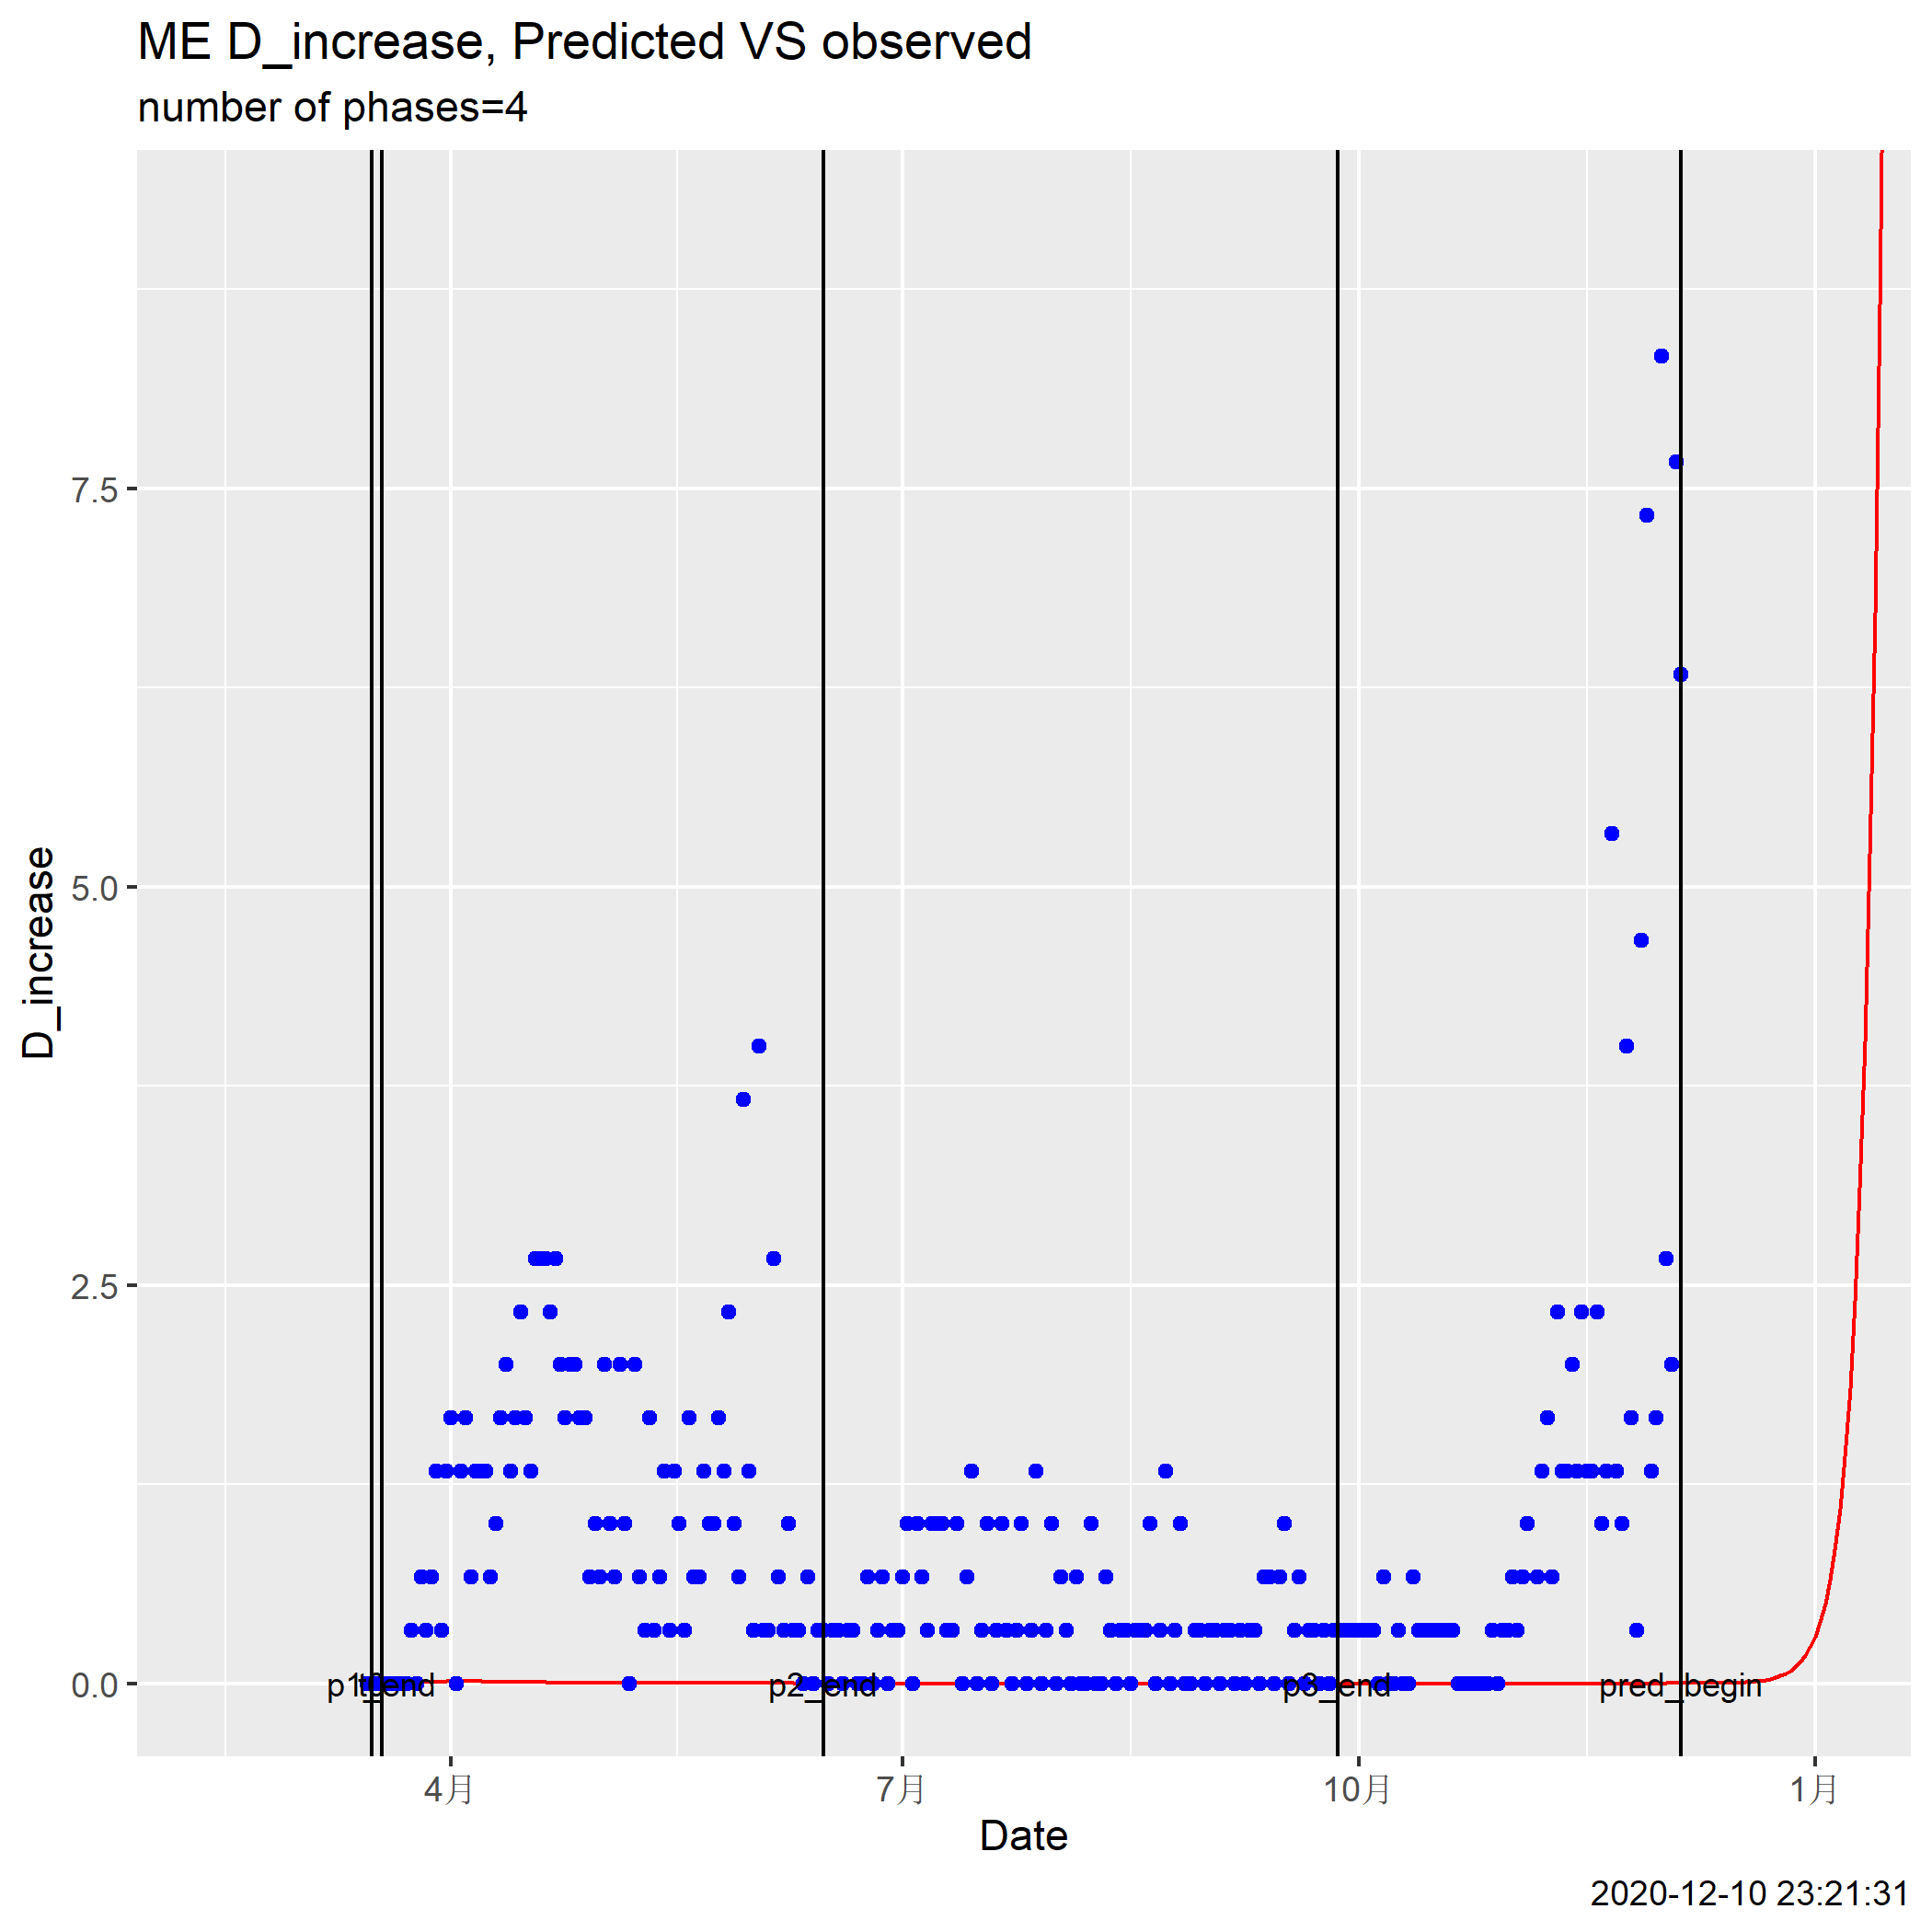 ME D_increase, Predicted VS observed
number of phases=4
D_increase
7.5
5.0
2.5
0.0
p2_end
p3_end
pred_begin
4月
7月
10月
1月
Date
2020-12-10 23:21:31